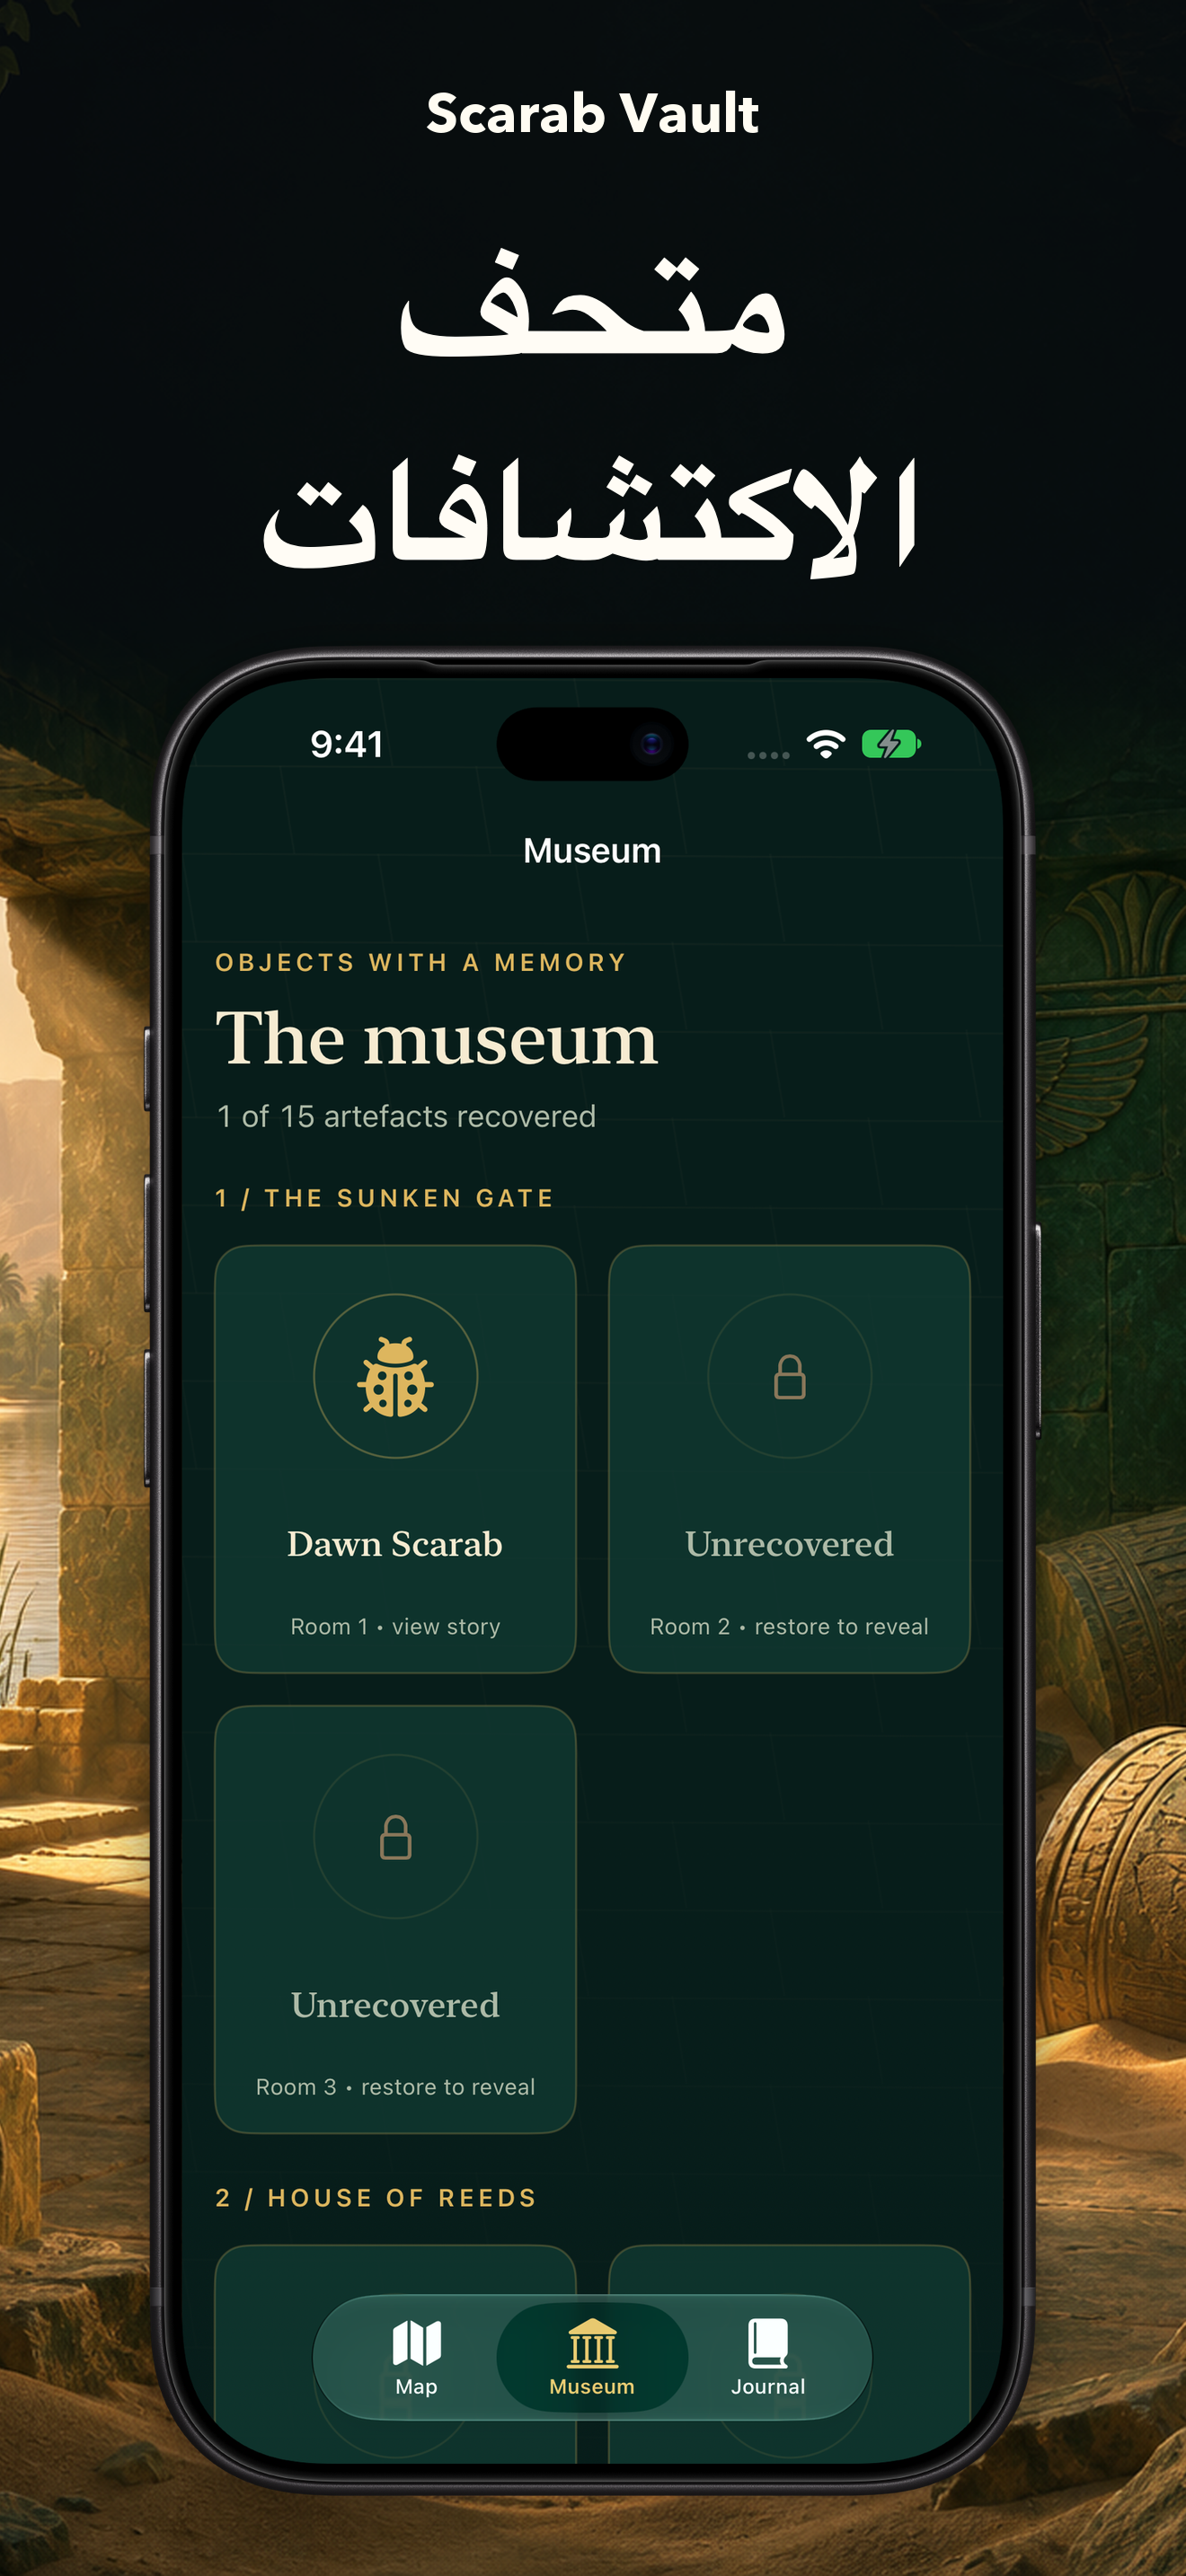 Scarab Vault
متحف
الاكتشافات
9:41
Museum
OBJECTS WITH A MEMORY
The museum
1 of 15 artefacts recovered
1 / THE SUNKEN GATE
Dawn Scarab
Room 1 • view story
Unrecovered
Room 2 • restore to reveal
Unrecovered
Room 3 • restore to reveal
2 / HOUSE OF REEDS
Map
Museum
Journal